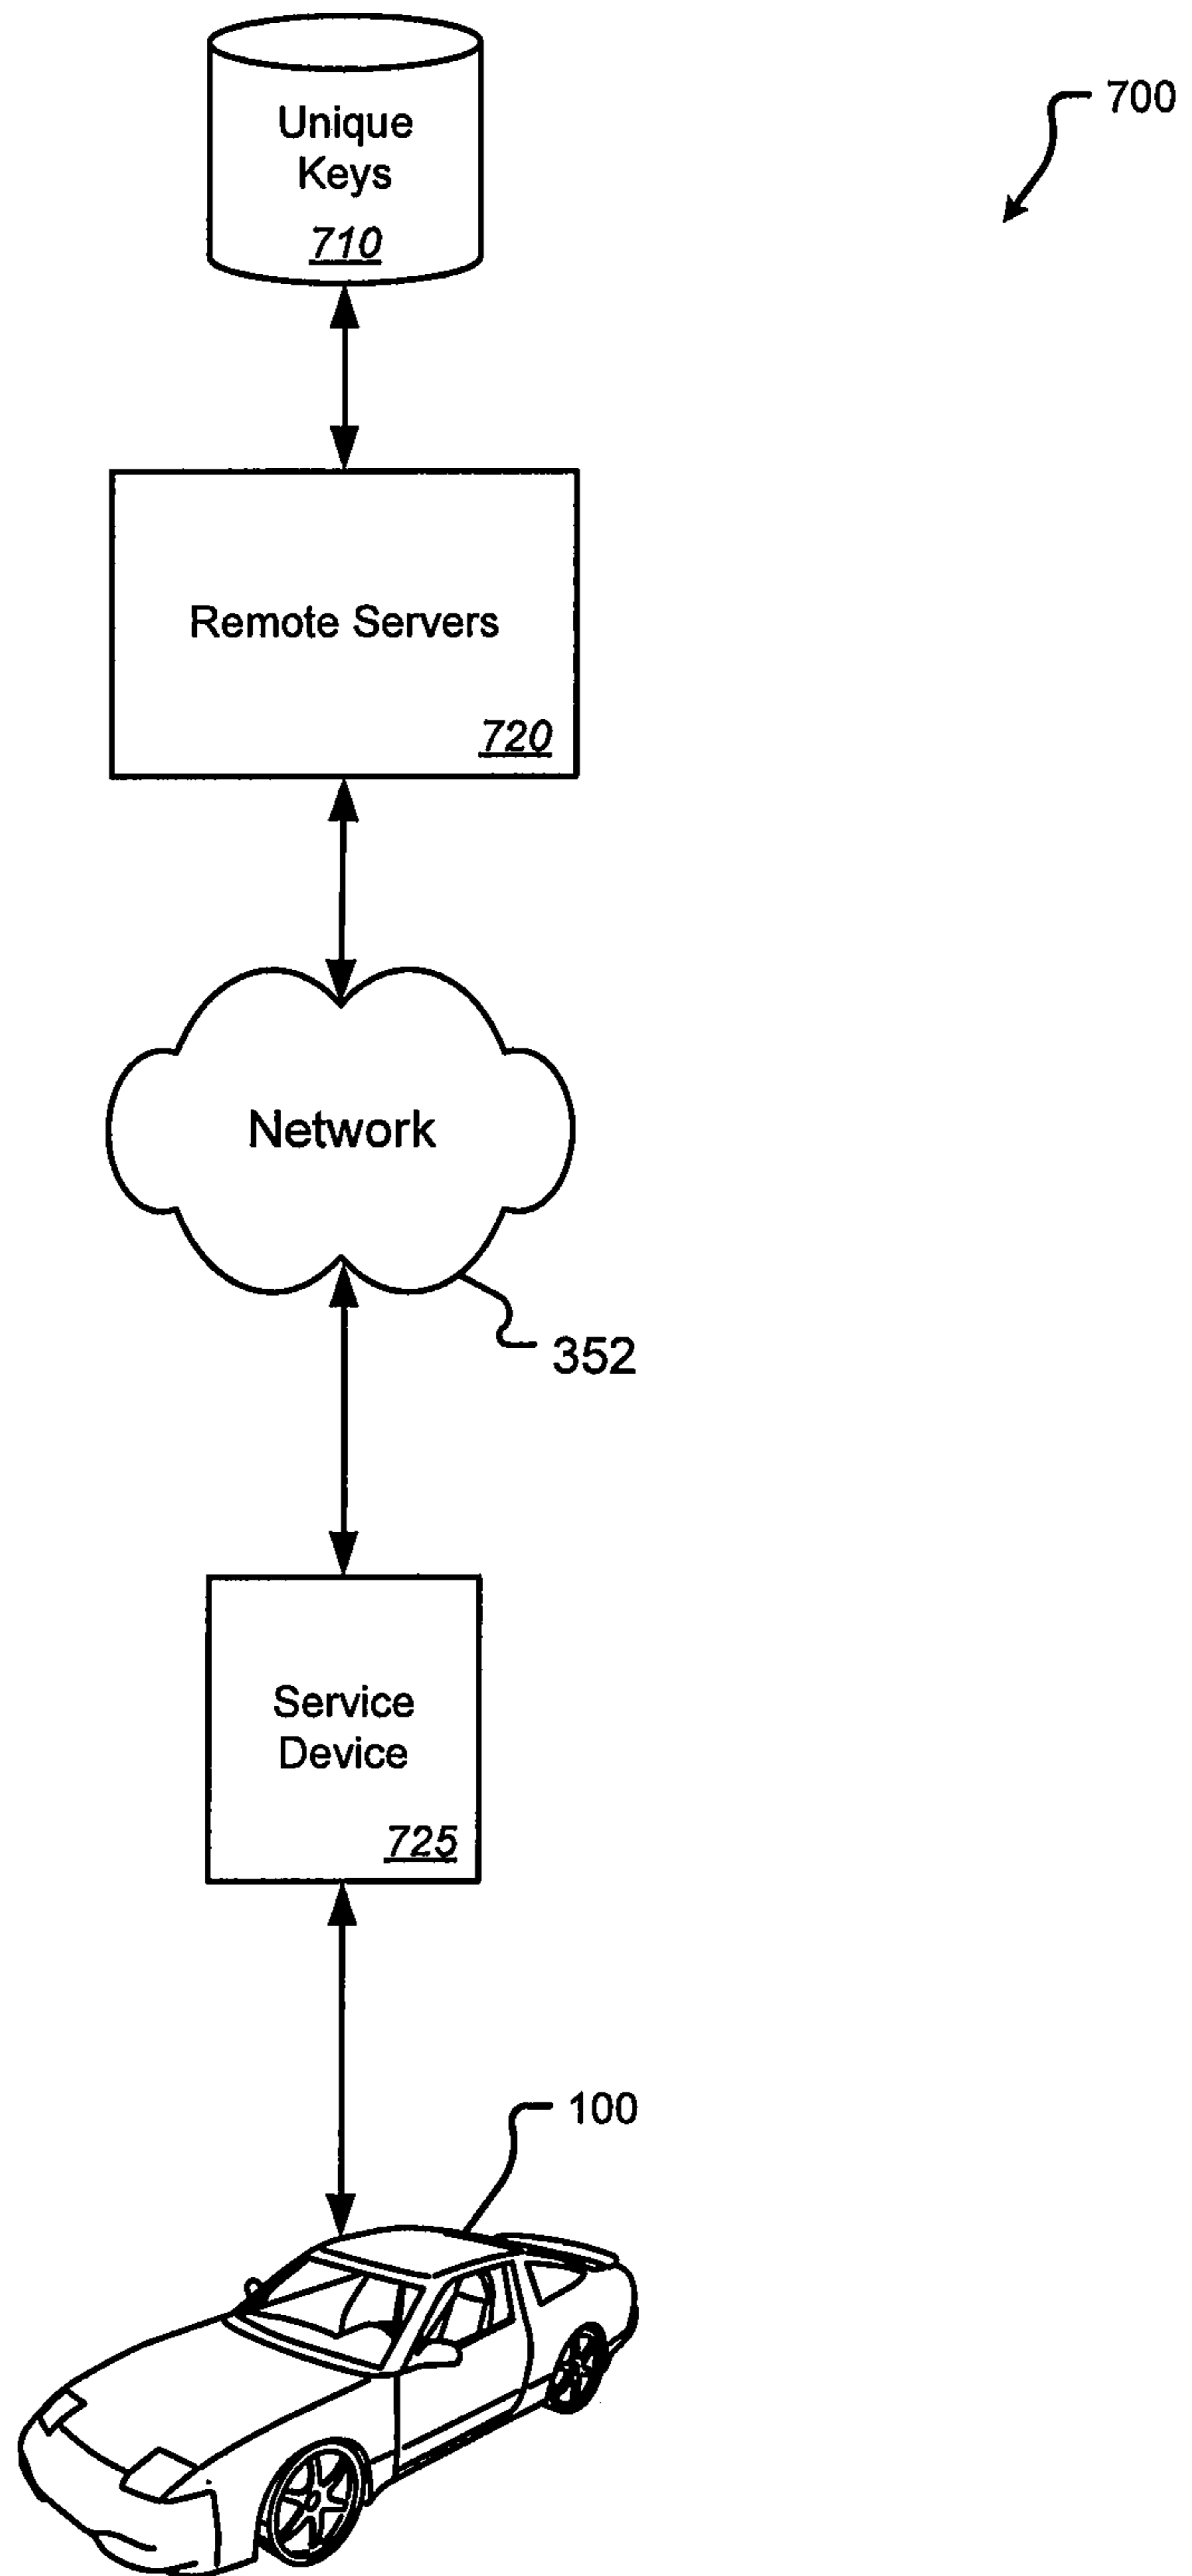 Unique
Keys
710
700
Remote Servers
720
Network
352
Service
Device
725
100